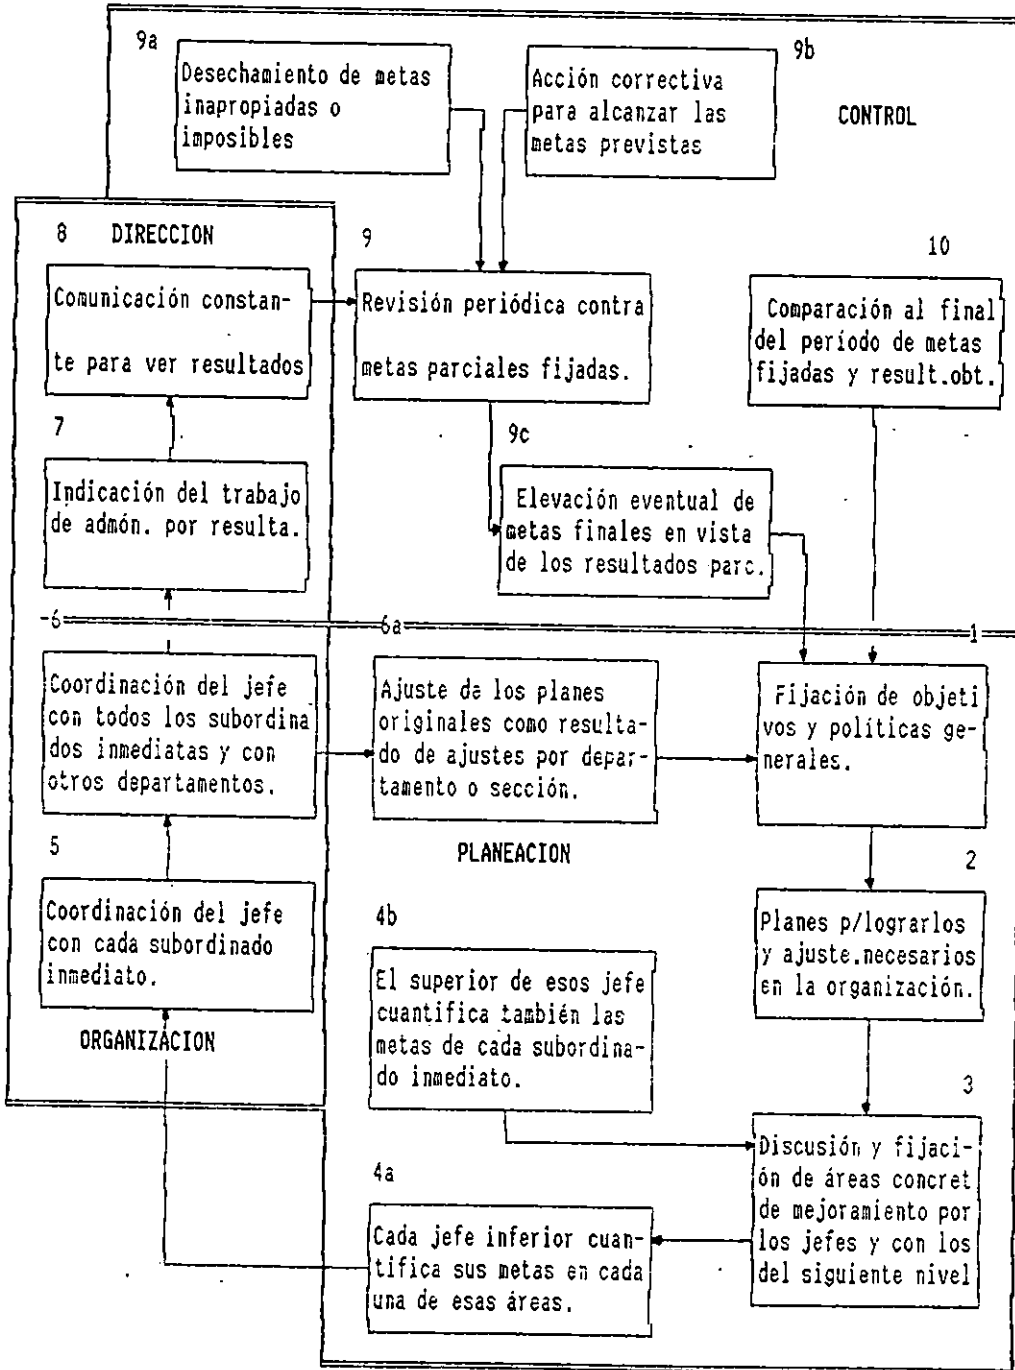 9a
Desechamiento de metas
inapropiadas o
imposibles
9b
Acción correctiva
para alcanzar las
metas previstas
CONTROL
8 DIRECCION
Comunicación constan-
te para ver resultados
9
Revisión periódica contra
metas parciales fijadas.
10
Comparación al final
del período de metas
fijadas y result.obt.
7
Indicación del trabajo
de admón. por resulta.
9c
Elevación eventual de
metas finales en vista
de los resultados parc.
6
Coordinación del jefe
con todos los subordina
dos inmediatas y con
otros departamentos.
6a
Ajuste de los planes
originales como resulta-
do de ajustes por depar-
tamento o sección.
1
Fijación de objeti
vos y políticas ge-
nerales.
PLANEACION
5
Coordinación del jefe
con cada subordinado
inmediato.
ORGANIZACION
2
Planes p/lograrlos
y ajuste.necesarios
en la organización.
4b
El superior de esos jefe
cuantifica también las
metas de cada subordina-
do inmediato.
3
Discusión y fijaci-
ón de áreas concret
de mejoramiento por
los jefes y con los
del siguiente nivel
4a
Cada jefe inferior cuan-
tifica sus metas en cada
una de esas áreas.